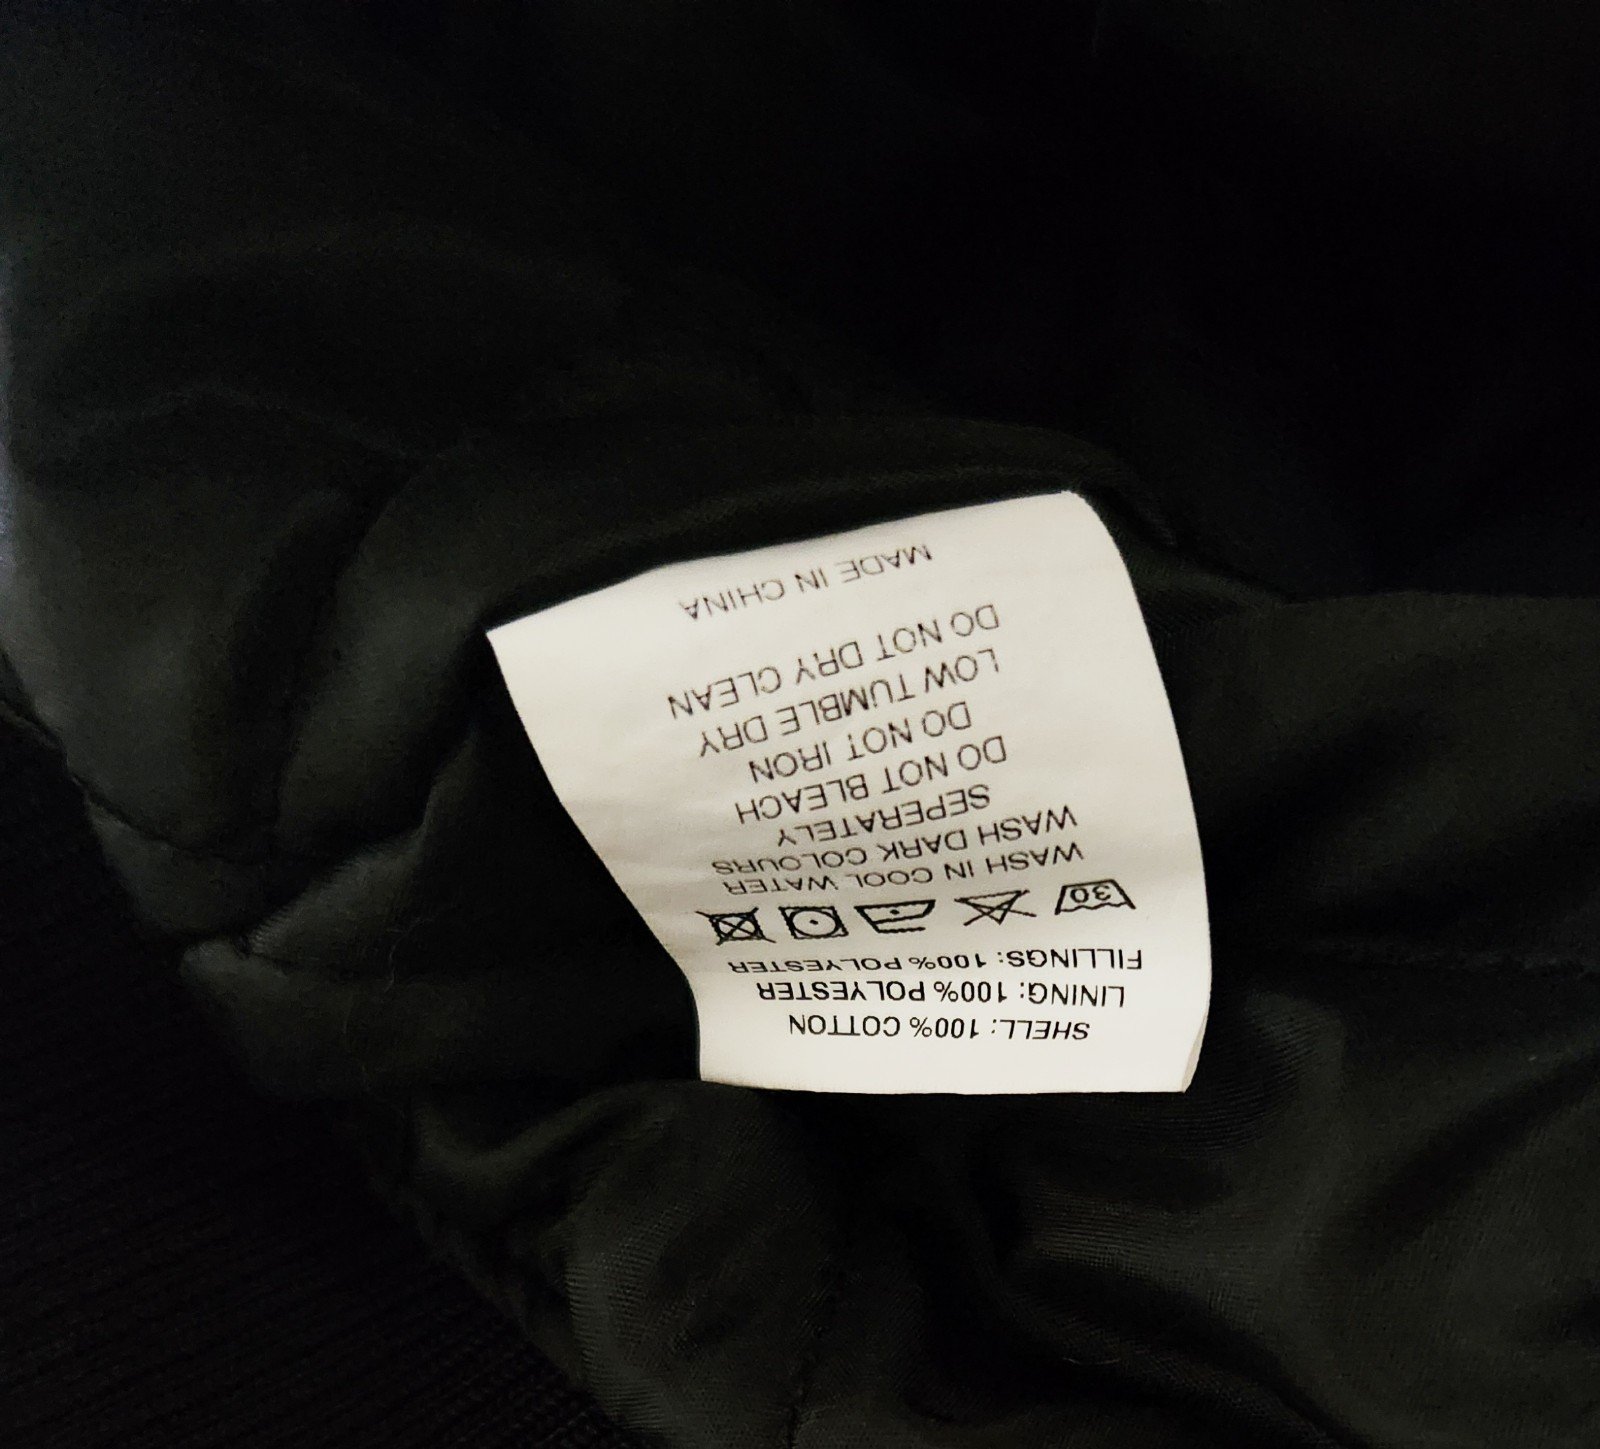 SHELL: 100% COTTON
LINING: 100% POLYESTER
FILLINGS: 100% POLYESTER
30
WASH IN COOL WATER
WASH DARK COLOURS
SEPERATELY
DO NOT BLEACH
DO NOT IRON
LOW TUMBLE DRY
DO NOT DRY CLEAN
MADE IN CHINA